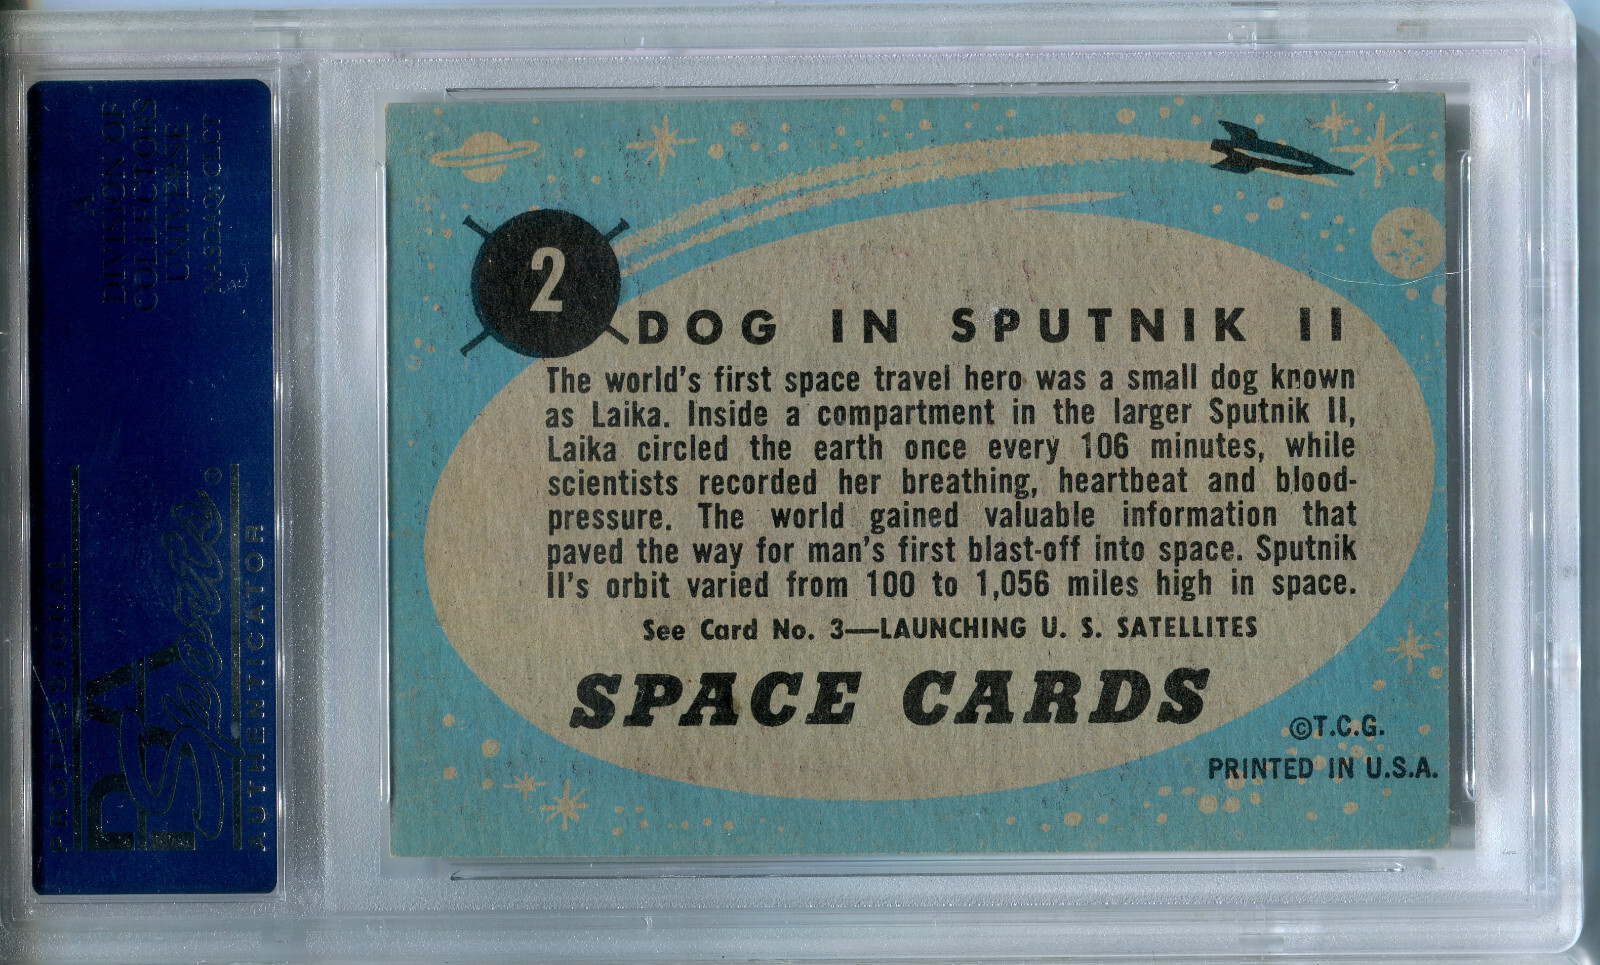 A
DIVISION OF
COLLECTORS
UNIVERSE
NASDAQ: CLCT
PSA
Sports®
PROFESSIONAL
AUTHENTICATOR
2
DOG IN SPUTNIK II
The world's first space travel hero was a small dog known
as Laika. Inside a compartment in the larger Sputnik II,
Laika circled the earth once every 106 minutes, while
scientists recorded her breathing, heartbeat and blood-
pressure. The world gained valuable information that
paved the way for man's first blast-off into space. Sputnik
II's orbit varied from 100 to 1,056 miles high in space.
See Card No. 3—LAUNCHING U. S. SATELLITES
SPACE CARDS
©T.C.G.
PRINTED IN U.S.A.